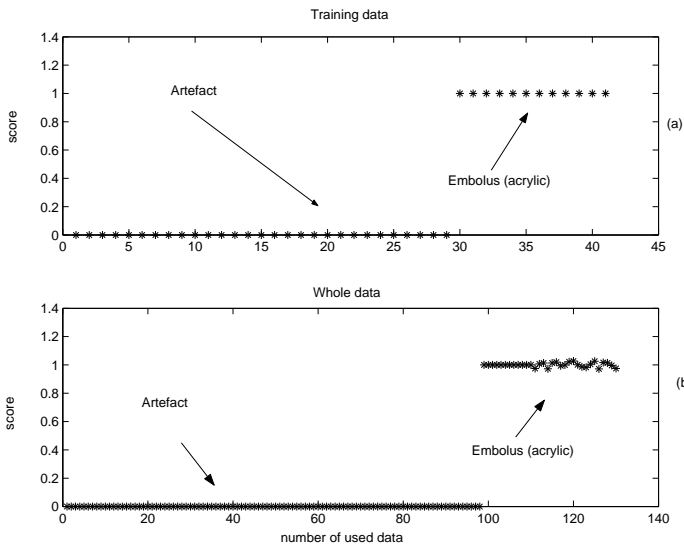 Training data
1.4
1.2
1
0.8
0.6
0.4
0.2
0
score
Artefact
Embolus (acrylic)
(a)
0 5 10 15 20 25 30 35 40 45
Whole data
1.4
1.2
1
0.8
0.6
0.4
0.2
0
score
Artefact
Embolus (acrylic)
(b
0 20 40 60 80 100 120 140
number of used data